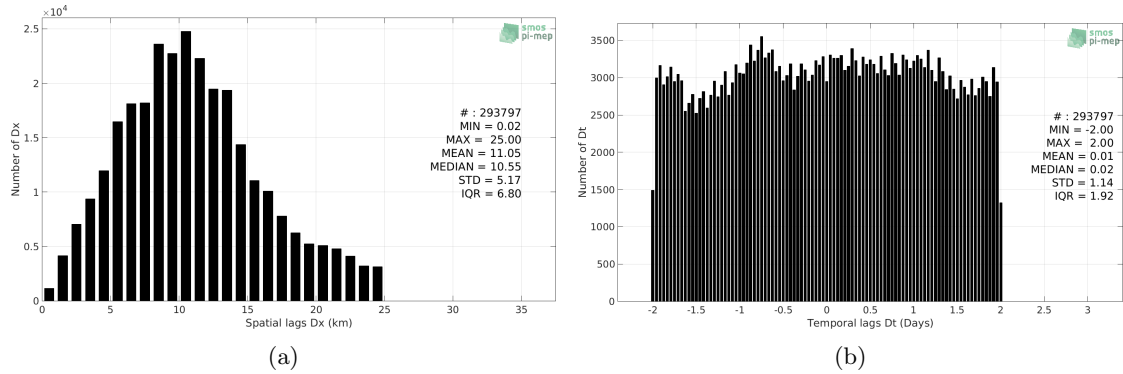 ×10⁴
2.5
2
1.5
1
0.5
0
Number of Dx
smos
pi-mep
# : 293797
MIN = 0.02
MAX = 25.00
MEAN = 11.05
MEDIAN = 10.55
STD = 5.17
IQR = 6.80
0 5 10 15 20 25 30 35
Spatial lags Dx (km)
(a)
3500
3000
2500
2000
1500
1000
500
0
Number of Dt
smos
pi-mep
# : 293797
MIN = -2.00
MAX = 2.00
MEAN = 0.01
MEDIAN = 0.02
STD = 1.14
IQR = 1.92
-2 -1.5 -1 -0.5 0 0.5 1 1.5 2 2.5 3
Temporal lags Dt (Days)
(b)